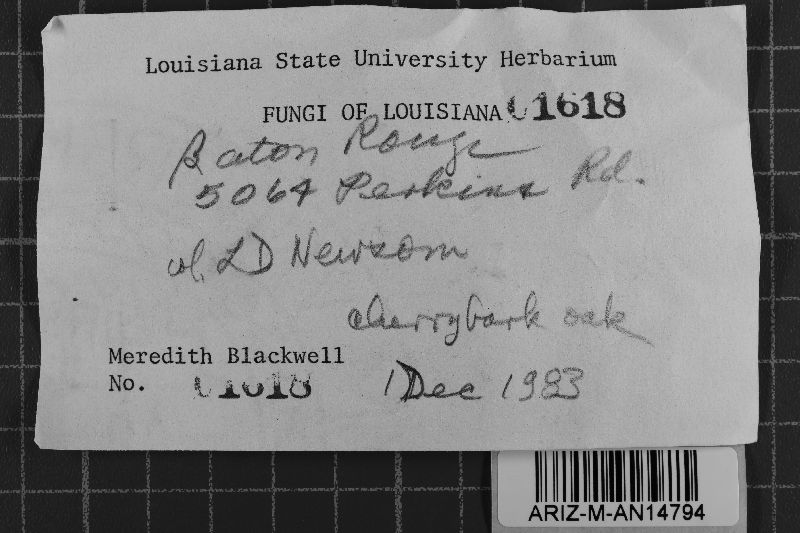 Louisiana State University Herbarium
FUNGI OF LOUISIANA 01618
Baton Rouge
5064 Perkins Rd.
w/ LD Newsom
cherrybark oak
Meredith Blackwell
No. 01618 1 Dec 1983
ARIZ-M-AN14794